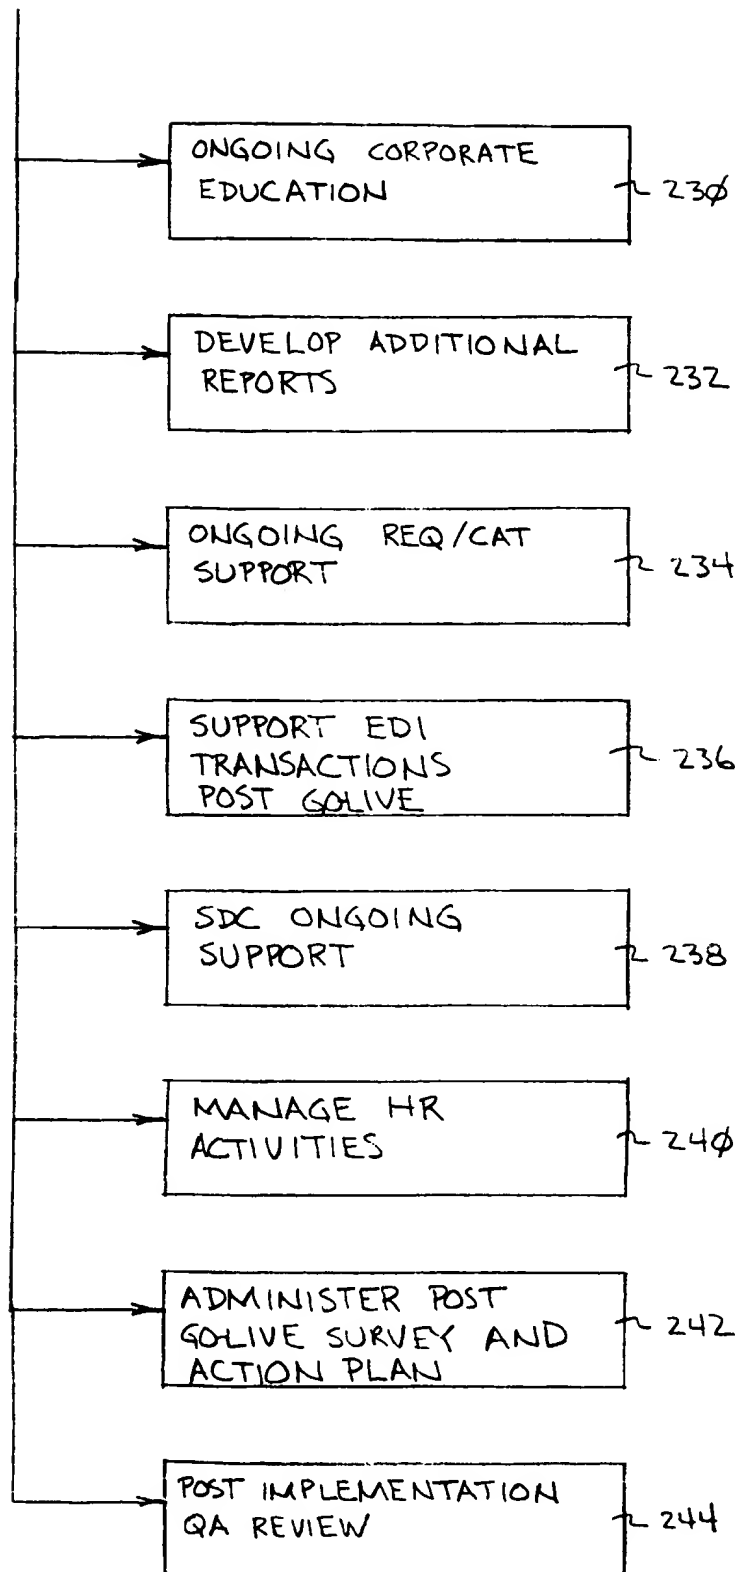 ONGOING CORPORATE
EDUCATION
230
DEVELOP ADDITIONAL
REPORTS
232
ONGOING REQ/CAT
SUPPORT
234
SUPPORT EDI
TRANSACTIONS
POST GOLIVE
236
SDC ONGOING
SUPPORT
238
MANAGE HR
ACTIVITIES
240
ADMINISTER POST
GOLIVE SURVEY AND
ACTION PLAN
242
POST IMPLEMENTATION
QA REVIEW
244